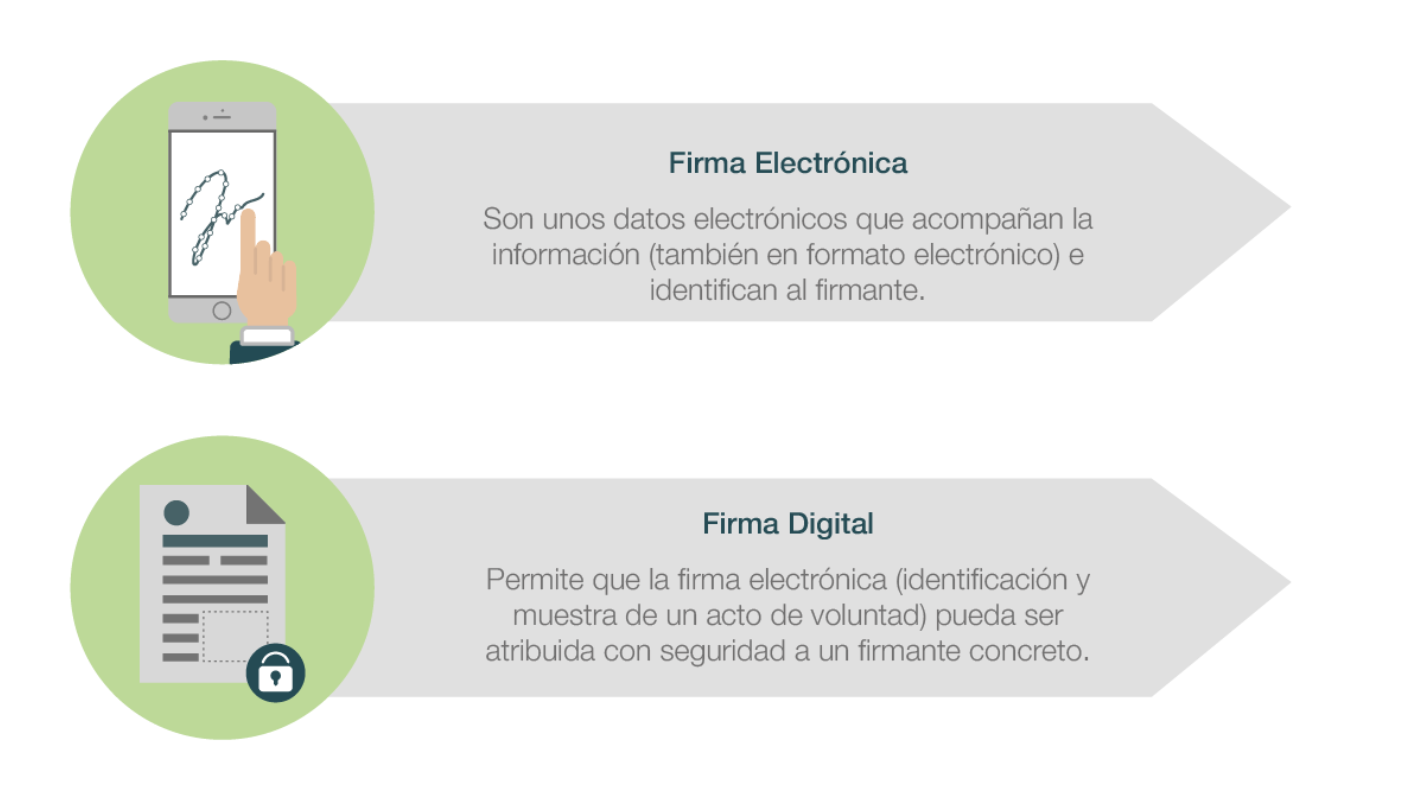 Firma Electrónica
Son unos datos electrónicos que acompañan la
información (también en formato electrónico) e
identifican al firmante.
Firma Digital
Permite que la firma electrónica (identificación y
muestra de un acto de voluntad) pueda ser
atribuida con seguridad a un firmante concreto.